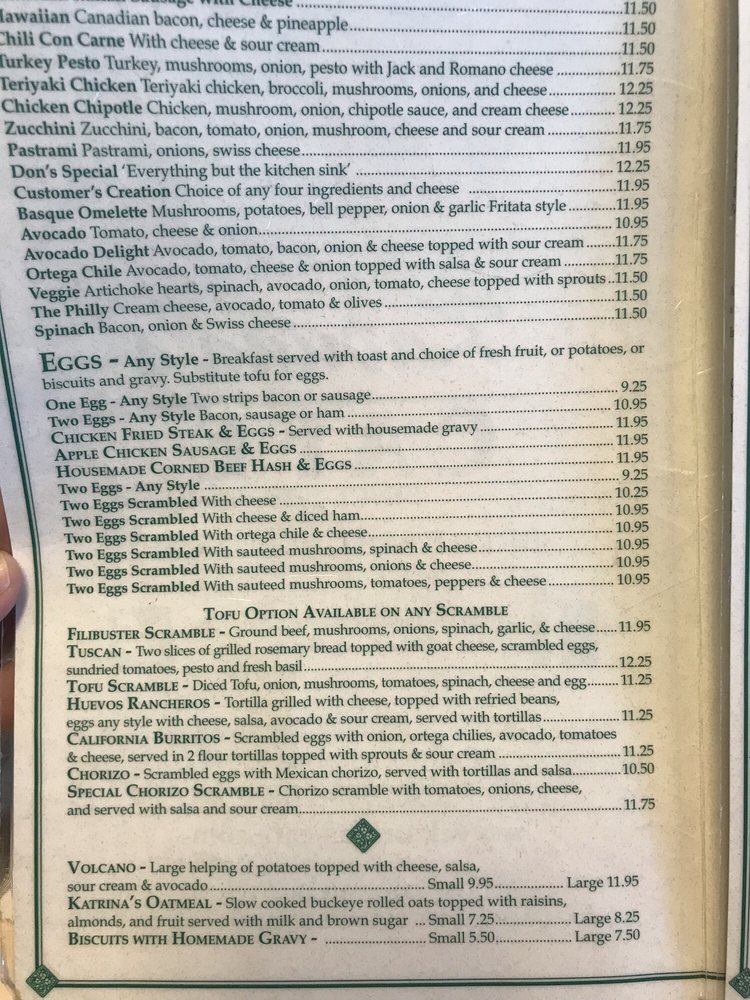 Sausage With Cheese ... 11.50
Hawaiian Canadian bacon, cheese & pineapple ... 11.50
Chili Con Carne With cheese & sour cream ... 11.50
Turkey Pesto Turkey, mushrooms, onion, pesto with Jack and Romano cheese ... 11.75
Teriyaki Chicken Teriyaki chicken, broccoli, mushrooms, onions, and cheese ... 12.25
Chicken Chipotle Chicken, mushroom, onion, chipotle sauce, and cream cheese ... 12.25
Zucchini Zucchini, bacon, tomato, onion, mushroom, cheese and sour cream ... 11.75
Pastrami Pastrami, onions, swiss cheese ... 11.95
Don's Special 'Everything but the kitchen sink' ... 12.25
Customer's Creation Choice of any four ingredients and cheese ... 11.95
Basque Omelette Mushrooms, potatoes, bell pepper, onion & garlic Fritata style ... 11.95
Avocado Tomato, cheese & onion ... 10.95
Avocado Delight Avocado, tomato, bacon, onion & cheese topped with sour cream ... 11.75
Ortega Chile Avocado, tomato, cheese & onion topped with salsa & sour cream ... 11.75
Veggie Artichoke hearts, spinach, avocado, onion, tomato, cheese topped with sprouts .. 11.50
The Philly Cream cheese, avocado, tomato & olives ... 11.50
Spinach Bacon, onion & Swiss cheese ... 11.50
EGGS - Any Style - Breakfast served with toast and choice of fresh fruit, or potatoes, or
biscuits and gravy. Substitute tofu for eggs.
One Egg - Any Style Two strips bacon or sausage ... 9.25
Two Eggs - Any Style Bacon, sausage or ham ... 10.95
CHICKEN FRIED STEAK & EGGS - Served with housemade gravy ... 11.95
APPLE CHICKEN SAUSAGE & EGGS ... 11.95
HOUSEMADE CORNED BEEF HASH & EGGS ... 11.95
Two Eggs - Any Style ... 9.25
Two Eggs Scrambled With cheese ... 10.25
Two Eggs Scrambled With cheese & diced ham ... 10.95
Two Eggs Scrambled With ortega chile & cheese ... 10.95
Two Eggs Scrambled With sauteed mushrooms, spinach & cheese ... 10.95
Two Eggs Scrambled With sauteed mushrooms, onions & cheese ... 10.95
Two Eggs Scrambled With sauteed mushrooms, tomatoes, peppers & cheese ... 10.95
TOFU OPTION AVAILABLE ON ANY SCRAMBLE
FILIBUSTER SCRAMBLE - Ground beef, mushrooms, onions, spinach, garlic, & cheese ... 11.95
TUSCAN - Two slices of grilled rosemary bread topped with goat cheese, scrambled eggs,
sundried tomatoes, pesto and fresh basil ... 12.25
TOFU SCRAMBLE - Diced Tofu, onion, mushrooms, tomatoes, spinach, cheese and egg ... 11.25
HUEVOS RANCHEROS - Tortilla grilled with cheese, topped with refried beans,
eggs any style with cheese, salsa, avocado & sour cream, served with tortillas ... 11.25
CALIFORNIA BURRITOS - Scrambled eggs with onion, ortega chilies, avocado, tomatoes
& cheese, served in 2 flour tortillas topped with sprouts & sour cream ... 11.25
CHORIZO - Scrambled eggs with Mexican chorizo, served with tortillas and salsa ... 10.50
SPECIAL CHORIZO SCRAMBLE - Chorizo scramble with tomatoes, onions, cheese,
and served with salsa and sour cream ... 11.75
VOLCANO - Large helping of potatoes topped with cheese, salsa,
sour cream & avocado ... Small 9.95 ... Large 11.95
KATRINA'S OATMEAL - Slow cooked buckeye rolled oats topped with raisins,
almonds, and fruit served with milk and brown sugar ... Small 7.25 ... Large 8.25
BISCUITS WITH HOMEMADE GRAVY - ... Small 5.50 ... Large 7.50